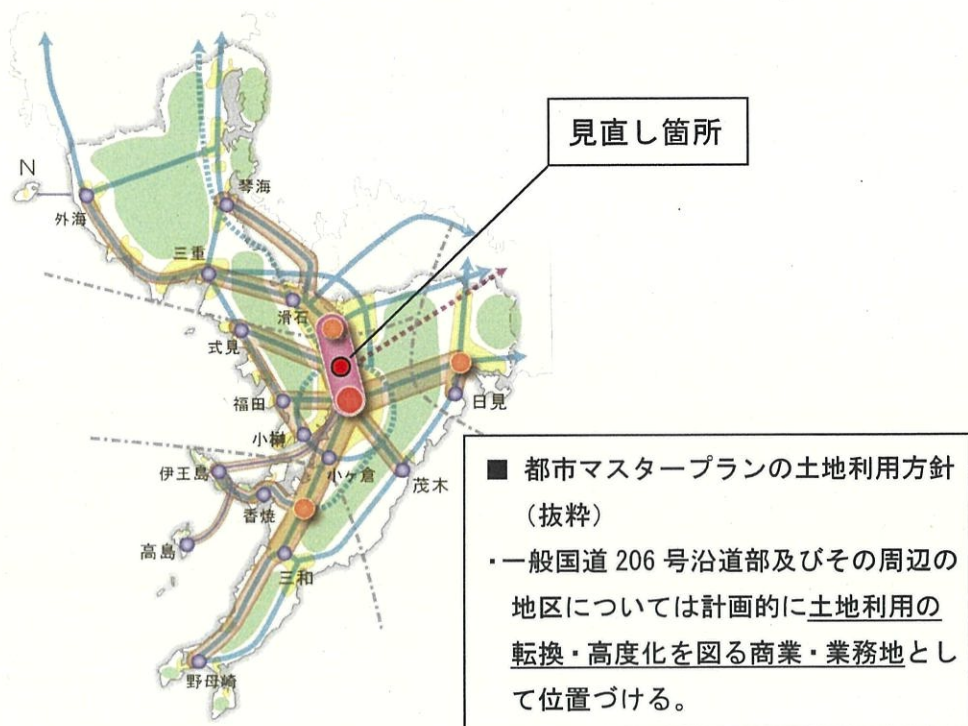 見直し箇所
N
琴海
外海
三重
滑石
式見
福田
日見
小榊
伊王島
小ヶ倉
茂木
香焼
高島
三和
野母崎
■ 都市マスタープランの土地利用方針
（抜粋）
・一般国道 206 号沿道部及びその周辺の
地区については計画的に土地利用の
転換・高度化を図る商業・業務地とし
て位置づける。